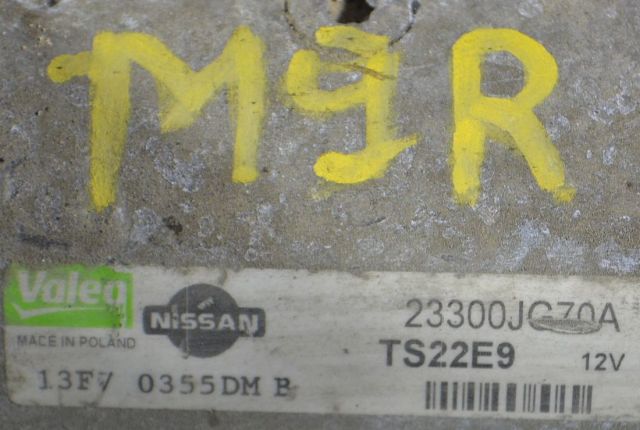 M9R
Valeo
NISSAN
23300JG70A
MADE IN POLAND
TS22E9 12V
13F7 0355DM B